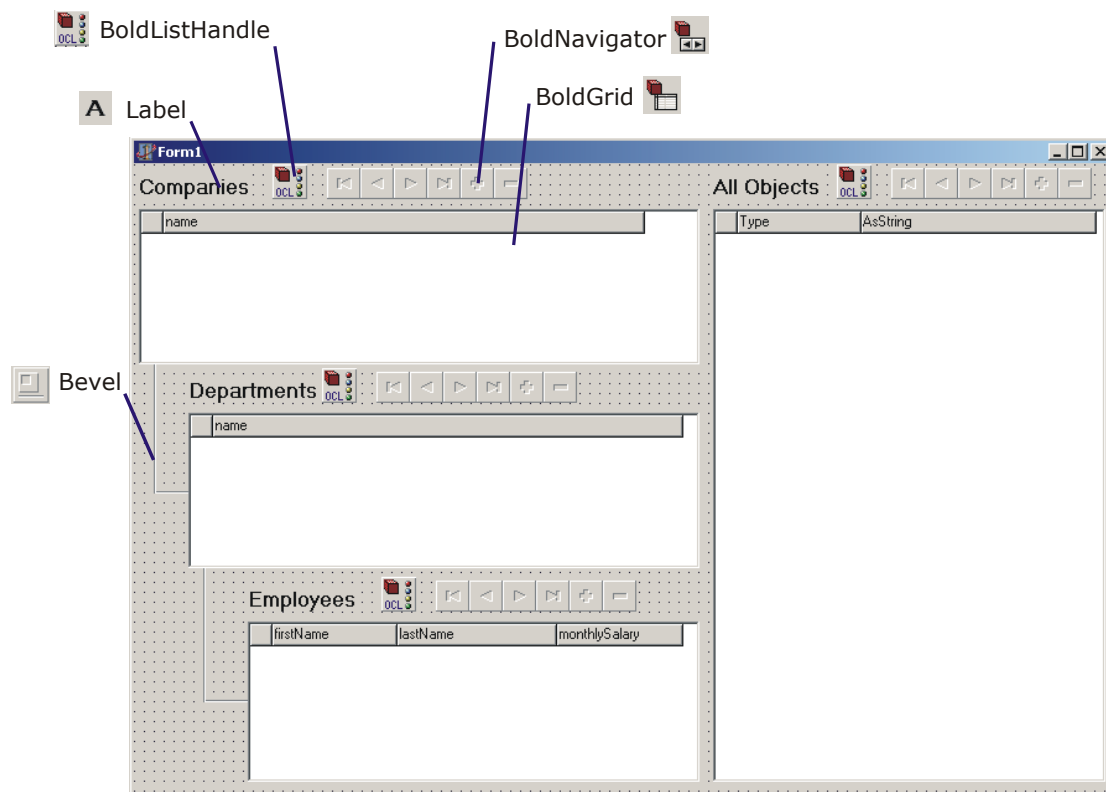 BoldListHandle
BoldNavigator
BoldGrid
A Label
Form1
Companies OCL
All Objects OCL
name
Type AsString
Bevel
Departments OCL
name
Employees OCL
firstName lastName monthlySalary
OCL